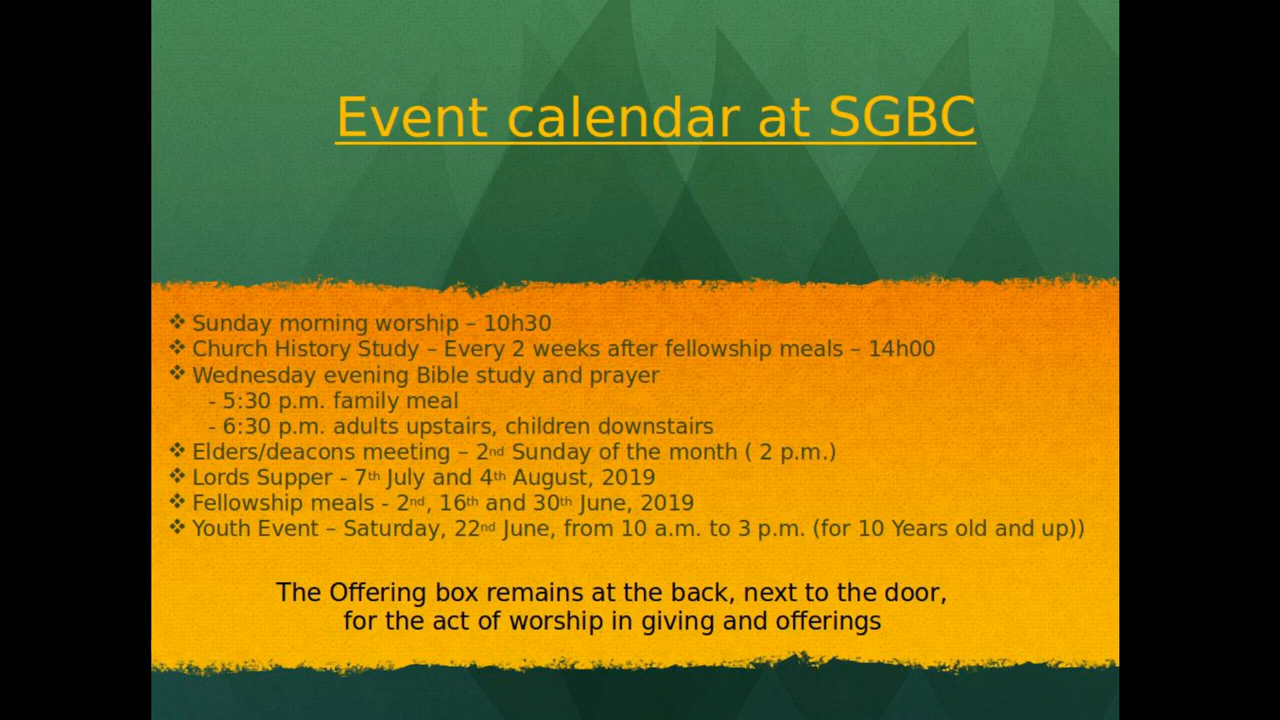 Event calendar at SGBC
❖ Sunday morning worship – 10h30
❖ Church History Study – Every 2 weeks after fellowship meals – 14h00
❖ Wednesday evening Bible study and prayer
- 5:30 p.m. family meal
- 6:30 p.m. adults upstairs, children downstairs
❖ Elders/deacons meeting – 2nd Sunday of the month ( 2 p.m.)
❖ Lords Supper - 7th July and 4th August, 2019
❖ Fellowship meals - 2nd, 16th and 30th June, 2019
❖ Youth Event – Saturday, 22nd June, from 10 a.m. to 3 p.m. (for 10 Years old and up))
The Offering box remains at the back, next to the door,
for the act of worship in giving and offerings